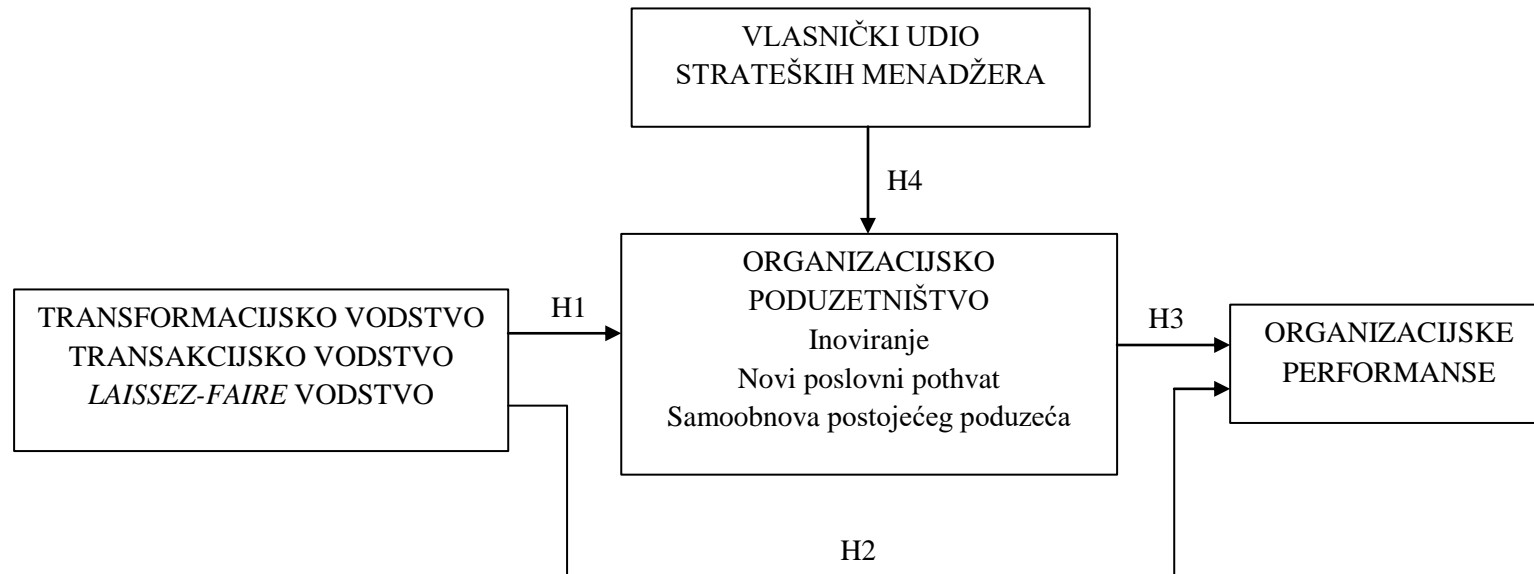 VLASNIČKI UDIO
STRATEŠKIH MENADŽERA
H4
TRANSFORMACIJSKO VODSTVO
TRANSAKCIJSKO VODSTVO
LAISSEZ-FAIRE VODSTVO
H1
ORGANIZACIJSKO
PODUZETNIŠTVO
Inoviranje
Novi poslovni pothvat
Samoobnova postojećeg poduzeća
H3
ORGANIZACIJSKE
PERFORMANSE
H2